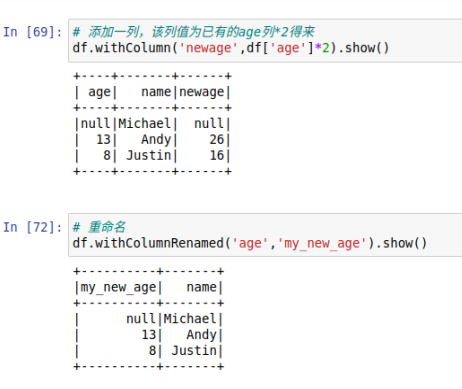 In [69]: # 添加一列，该列值为已有的age列*2得来
df.withColumn('newage',df['age']*2).show()
+----+-------+------+
| age|   name|newage|
+----+-------+------+
|null|Michael|  null|
|  13|   Andy|    26|
|   8| Justin|    16|
+----+-------+------+
In [72]: # 重命名
df.withColumnRenamed('age','my_new_age').show()
+----------+-------+
|my_new_age|   name|
+----------+-------+
|      null|Michael|
|        13|   Andy|
|         8| Justin|
+----------+-------+